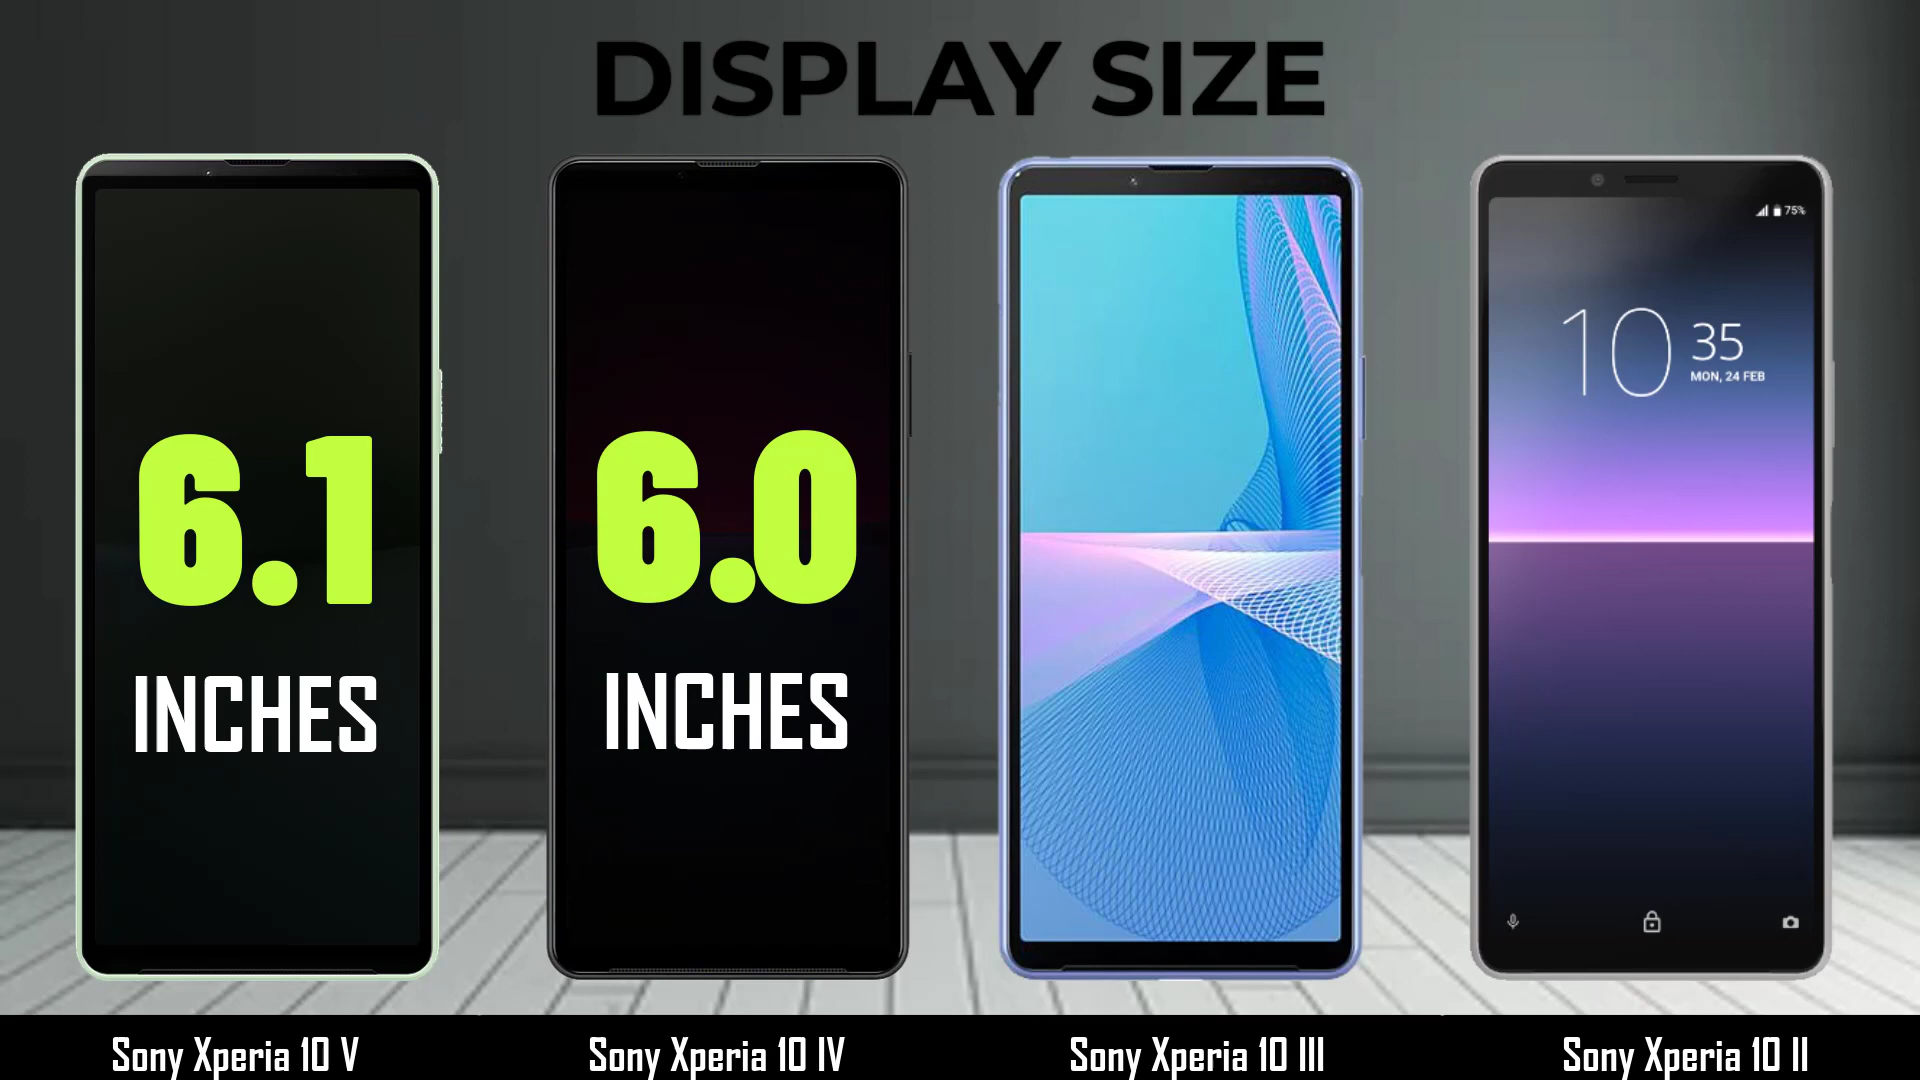 DISPLAY SIZE
6.1
INCHES
6.0
INCHES
75%
10 35
MON, 24 FEB
Sony Xperia 10 V
Sony Xperia 10 IV
Sony Xperia 10 III
Sony Xperia 10 II